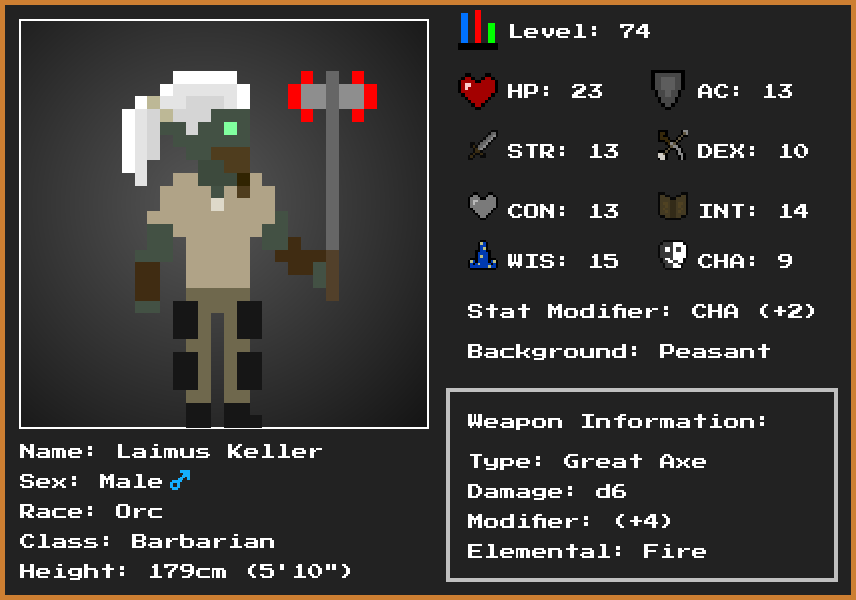 Level: 74
HP: 23
AC: 13
STR: 13
DEX: 10
CON: 13
INT: 14
WIS: 15
CHA: 9
Stat Modifier: CHA (+2)
Background: Peasant
Weapon Information:
Type: Great Axe
Damage: d6
Modifier: (+4)
Elemental: Fire
Name: Laimus Keller
Sex: Male ♂
Race: Orc
Class: Barbarian
Height: 179cm (5'10")